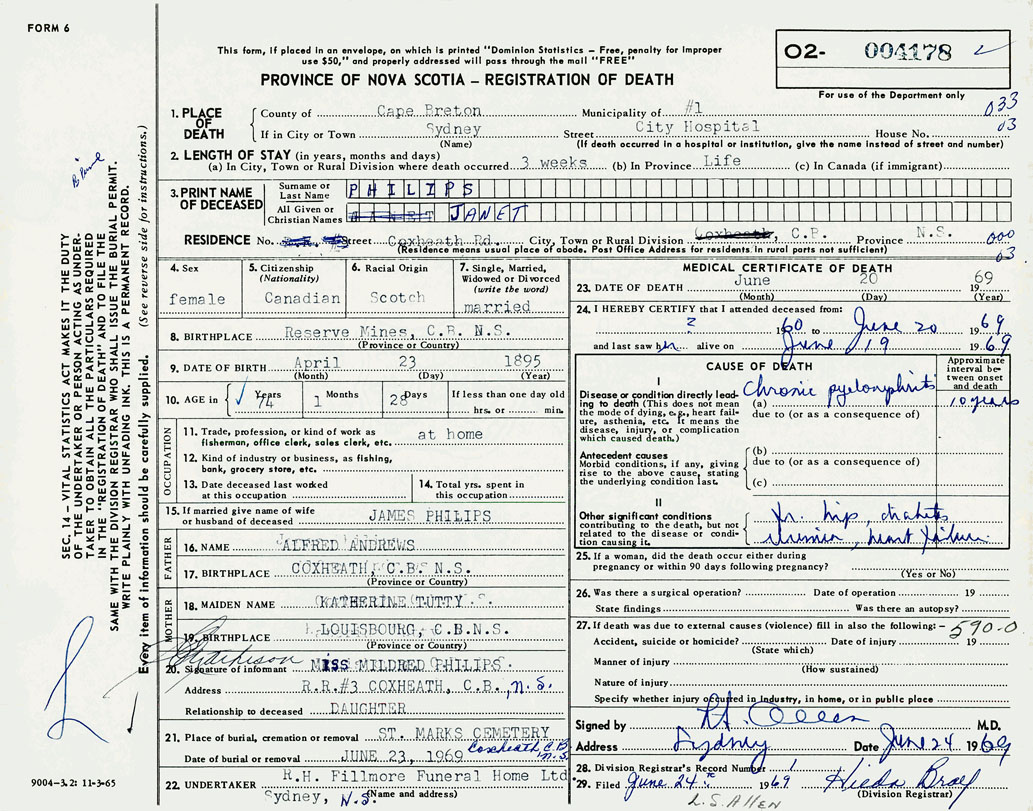 FORM 6
This form, if placed in an envelope, on which is printed "Dominion Statistics – Free, penalty for improper
use $50," and properly addressed will pass through the mail "FREE"
PROVINCE OF NOVA SCOTIA – REGISTRATION OF DEATH
O2- 004178
For use of the Department only
1. PLACE OF DEATH
County of Cape Breton Municipality of #1 033
If in City or Town Sydney Street City Hospital House No. 03
(Name) (If death occurred in a hospital or institution, give the name instead of street and number)
2. LENGTH OF STAY (in years, months and days)
(a) In City, Town or Rural Division where death occurred 3 weeks (b) In Province Life (c) In Canada (if immigrant)
3. PRINT NAME OF DECEASED
Surname or Last Name PHILIPS
All Given or Christian Names JANET JANET
RESIDENCE No. Street Coxheath Rd. City, Town or Rural Division Coxheath, C.B. Province N.S. 000
(Residence means usual place of abode. Post Office Address for residents in rural parts not sufficient) 03
4. Sex
female
5. Citizenship
(Nationality)
Canadian
6. Racial Origin
Scotch
7. Single, Married,
Widowed or Divorced
(write the word)
married
8. BIRTHPLACE Reserve Mines, C.B. N.S.
(Province or Country)
9. DATE OF BIRTH April 23 1895
(Month) (Day) (Year)
10. AGE in 74 Years 1 Months 28 Days If less than one day old
hrs. or min.
OCCUPATION
11. Trade, profession, or kind of work as
fisherman, office clerk, sales clerk, etc. at home
12. Kind of industry or business, as fishing,
bank, grocery store, etc.
13. Date deceased last worked
at this occupation
14. Total yrs. spent in
this occupation
15. If married give name of wife
or husband of deceased JAMES PHILIPS
FATHER
16. NAME ALFRED ANDREWS
17. BIRTHPLACE COXHEATH, C.B. N.S.
(Province or Country)
MOTHER
18. MAIDEN NAME KATHERINE TUTTY
19. BIRTHPLACE LOUISBOURG, C.B.N.S.
(Province or Country)
20. Signature of informant MISS MILDRED PHILIPS.
Address R.R.#3 COXHEATH, C.B., N.S.
Relationship to deceased DAUGHTER
21. Place of burial, cremation or removal ST. MARKS CEMETERY
Coxheath C.B.
N.S.
Date of burial or removal JUNE 23, 1969
22. UNDERTAKER R.H. Fillmore Funeral Home Ltd
Sydney, N.S. (Name and address)
MEDICAL CERTIFICATE OF DEATH
23. DATE OF DEATH June 20 1969
(Month) (Day) (Year)
24. I HEREBY CERTIFY that I attended deceased from:
? 1960 to June 20 1969
and last saw her alive on June 19 1969
CAUSE OF DEATH
Approximate
interval be-
tween onset
and death
I
Disease or condition directly lead-
ing to death (This does not mean
the mode of dying, e.g., heart fail-
ure, asthenia, etc. It means the
disease, injury, or complication
which caused death.)
(a) Chronic pyelonephritis 10 years
due to (or as a consequence of)
Antecedent causes
Morbid conditions, if any, giving
rise to the above cause, stating
the underlying condition last.
(b)
due to (or as a consequence of)
(c)
II
Other significant conditions
contributing to the death, but not
related to the disease or condi-
tion causing it.
fr. hip, diabetes
uremia, heart failure
25. If a woman, did the death occur either during
pregnancy or within 90 days following pregnancy?
(Yes or No)
26. Was there a surgical operation? Date of operation 19
State findings Was there an autopsy?
27. If death was due to external causes (violence) fill in also the following: – 590.0
Accident, suicide or homicide? Date of injury 19
(State which)
Manner of injury
(How sustained)
Nature of injury
Specify whether injury occurred in industry, in home, or in public place
Signed by M.D.
Address Sydney Date June 24 1969
28. Division Registrar's Record Number 1
29. Filed June 24 1969
(Division Registrar)
L.S. ALLEN
SEC. 14 – VITAL STATISTICS ACT MAKES IT THE DUTY
OF THE UNDERTAKER OR PERSON ACTING AS UNDER-
TAKER TO OBTAIN ALL THE PARTICULARS REQUIRED
IN THE "REGISTRATION OF DEATH" AND TO FILE THE
SAME WITH THE DIVISION REGISTRAR WHO SHALL ISSUE THE BURIAL PERMIT.
WRITE PLAINLY WITH UNFADING INK. THIS IS A PERMANENT RECORD.
Every item of information should be carefully supplied. (See reverse side for instructions.)
9004–3.2: 11-3-65